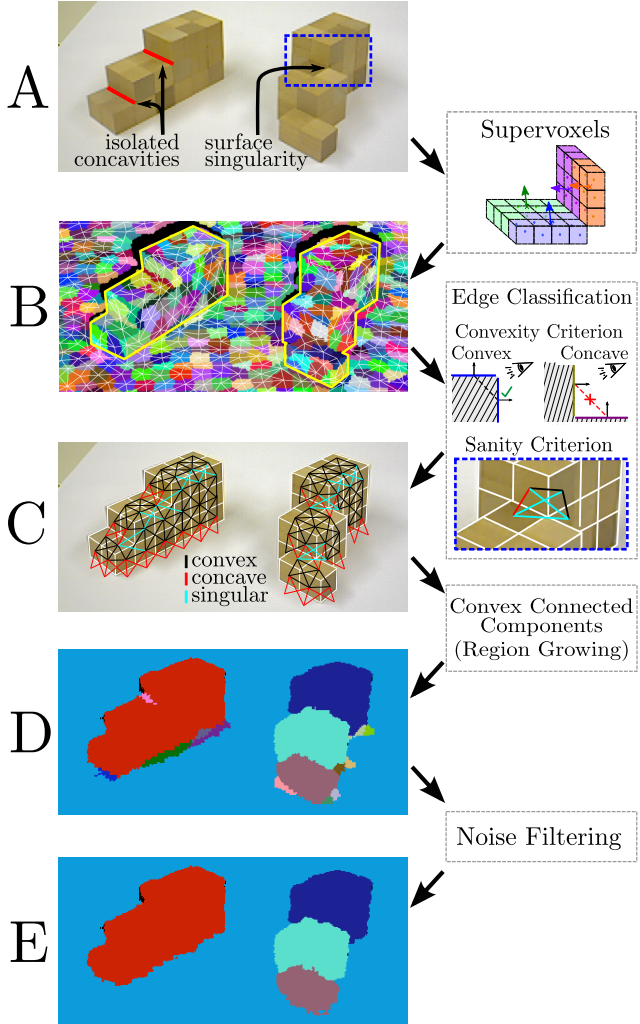 A
isolated
concavities
surface
singularity
Supervoxels
B
Edge Classification
Convexity Criterion
Convex
Concave
Sanity Criterion
C
convex
concave
singular
Convex Connected
Components
(Region Growing)
D
Noise Filtering
E